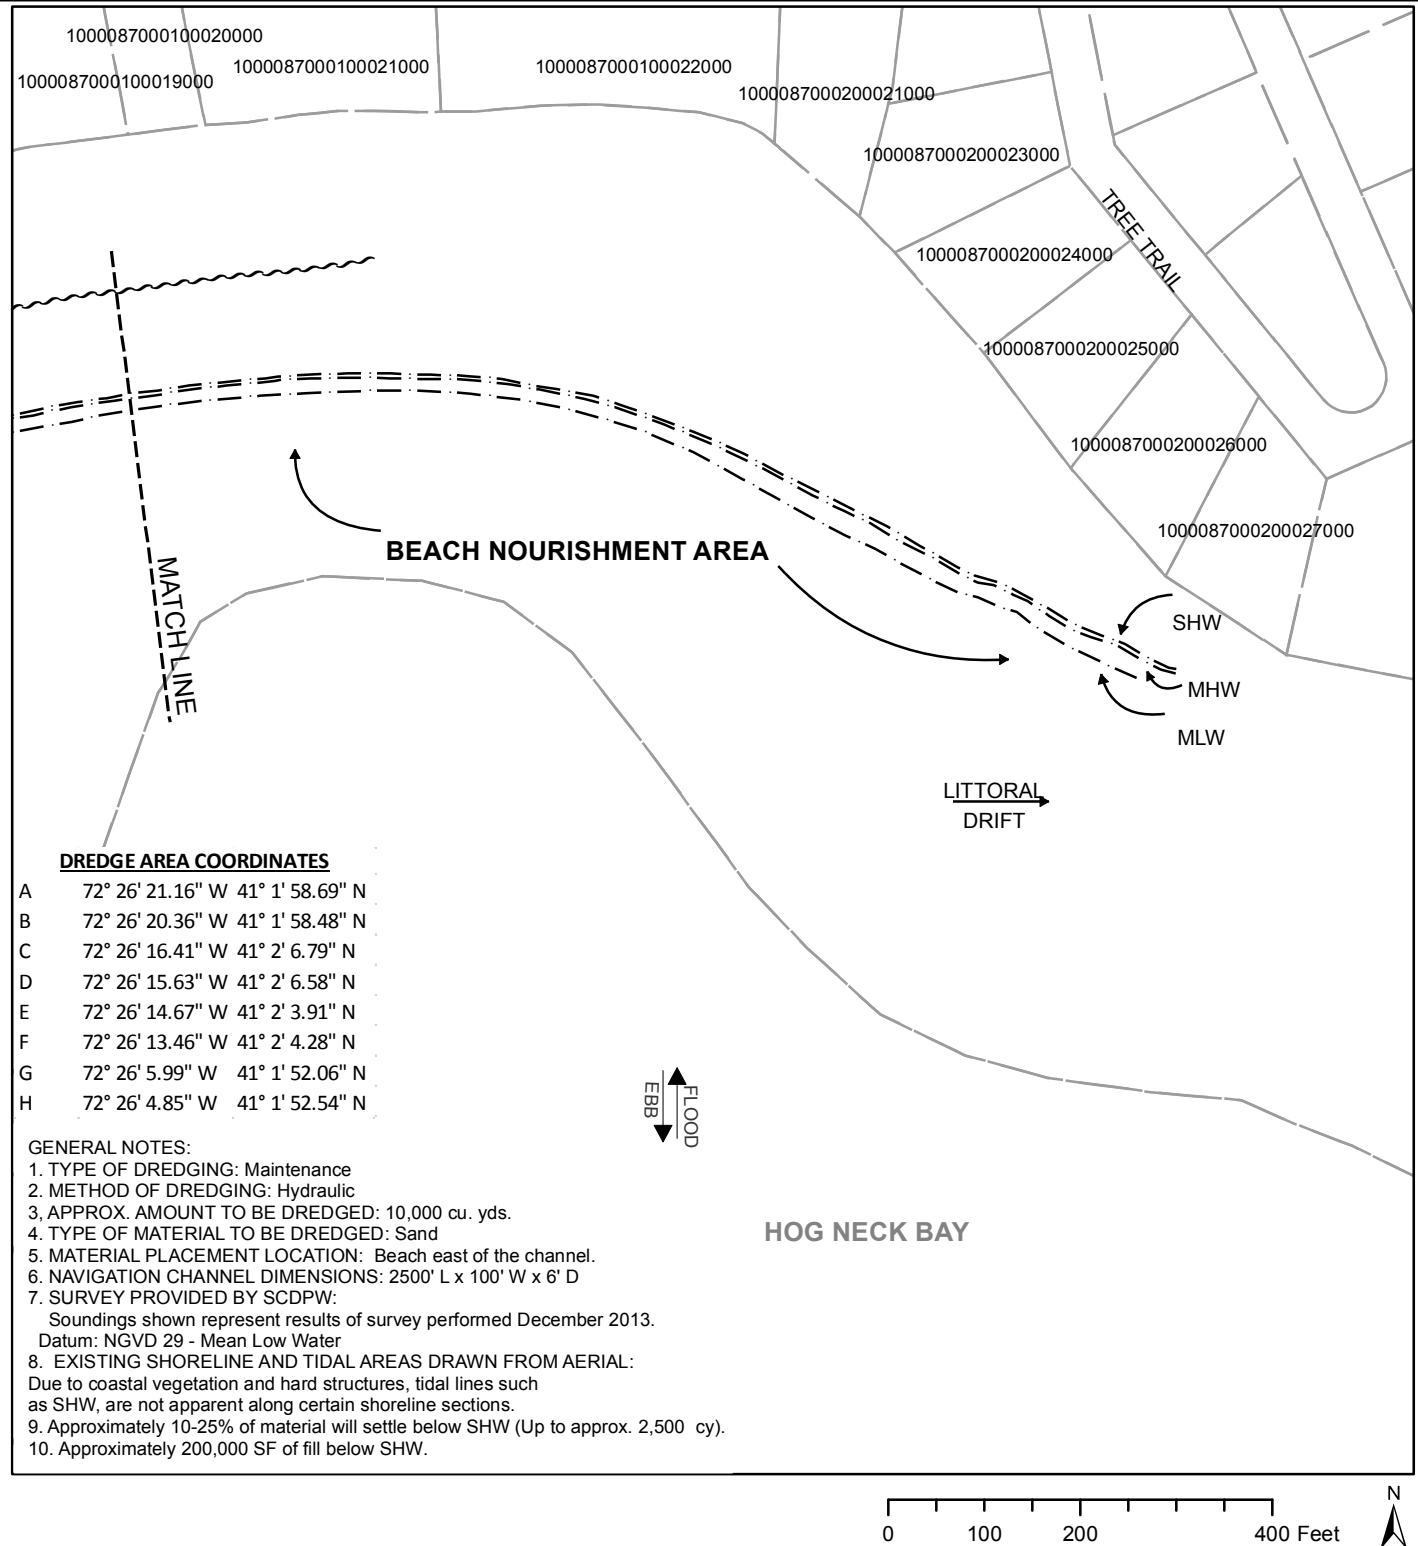 1000087000100020000
1000087000100019000
1000087000100021000
1000087000100022000
1000087000200021000
1000087000200023000
1000087000200024000
TREE TRAIL
1000087000200025000
1000087000200026000
1000087000200027000
MATCH LINE
BEACH NOURISHMENT AREA
SHW
MHW
MLW
LITTORAL
DRIFT
DREDGE AREA COORDINATES
A 72° 26' 21.16" W 41° 1' 58.69" N
B 72° 26' 20.36" W 41° 1' 58.48" N
C 72° 26' 16.41" W 41° 2' 6.79" N
D 72° 26' 15.63" W 41° 2' 6.58" N
E 72° 26' 14.67" W 41° 2' 3.91" N
F 72° 26' 13.46" W 41° 2' 4.28" N
G 72° 26' 5.99" W 41° 1' 52.06" N
H 72° 26' 4.85" W 41° 1' 52.54" N
EBB
FLOOD
GENERAL NOTES:
1. TYPE OF DREDGING: Maintenance
2. METHOD OF DREDGING: Hydraulic
3, APPROX. AMOUNT TO BE DREDGED: 10,000 cu. yds.
4. TYPE OF MATERIAL TO BE DREDGED: Sand
5. MATERIAL PLACEMENT LOCATION: Beach east of the channel.
6. NAVIGATION CHANNEL DIMENSIONS: 2500' L x 100' W x 6' D
7. SURVEY PROVIDED BY SCDPW:
Soundings shown represent results of survey performed December 2013.
Datum: NGVD 29 - Mean Low Water
8. EXISTING SHORELINE AND TIDAL AREAS DRAWN FROM AERIAL:
Due to coastal vegetation and hard structures, tidal lines such
as SHW, are not apparent along certain shoreline sections.
9. Approximately 10-25% of material will settle below SHW (Up to approx. 2,500 cy).
10. Approximately 200,000 SF of fill below SHW.
HOG NECK BAY
0 100 200 400 Feet
N